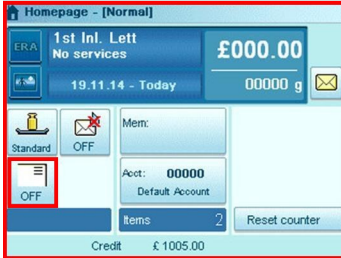 Homepage - [Normal]
ERA
1st Inl. Lett
No services
£000.00
19.11.14 - Today
00000 g
Standard
OFF
Mem:
OFF
Acct: 00000
Default Account
Items 2
Reset counter
Credit £ 1005.00